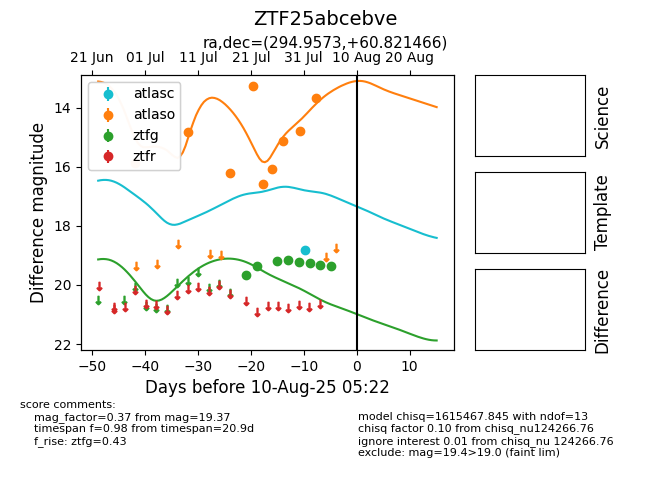 ZTF25abcebve
ra,dec=(294.9573,+60.821466)
21 Jun 01 Jul 11 Jul 21 Jul 31 Jul 10 Aug 20 Aug
atlasc
atlaso
ztfg
ztfr
14
16
18
20
22
Difference magnitude
−50 −40 −30 −20 −10 0 10
Days before 10-Aug-25 05:22
Science
Template
Difference
score comments:
mag_factor=0.37 from mag=19.37
timespan f=0.98 from timespan=20.9d
f_rise: ztfg=0.43
model chisq=1615467.845 with ndof=13
chisq factor 0.10 from chisq_nu124266.76
ignore interest 0.01 from chisq_nu 124266.76
exclude: mag=19.4>19.0 (faint lim)